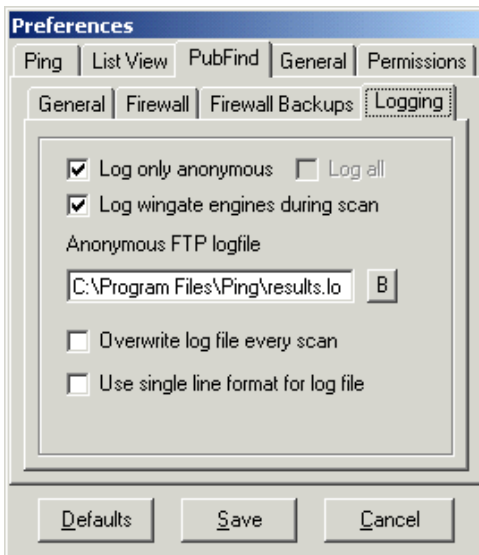 Preferences
Ping List View PubFind General Permissions
General Firewall Firewall Backups Logging
Log only anonymous Log all
Log wingate engines during scan
Anonymous FTP logfile
C:\Program Files\Ping\results.lo B
Overwrite log file every scan
Use single line format for log file
Defaults Save Cancel